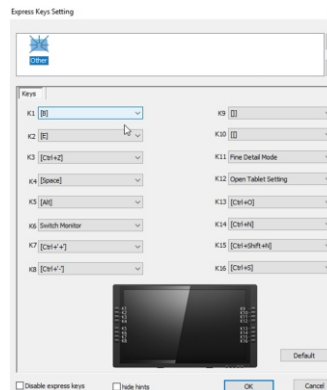 Express Keys Setting
Other
Keys
K1 [B]
K2 [E]
K3 [Ctrl+Z]
K4 [Space]
K5 [Alt]
K6 Switch Monitor
K7 [Ctrl+'+']
K8 [Ctrl+'-']
K9 []]
K10 [[]
K11 Fine Detail Mode
K12 Open Tablet Setting
K13 [Ctrl+O]
K14 [Ctrl+N]
K15 [Ctrl+Shift+N]
K16 [Ctrl+S]
Default
Disable express keys
hide hints
OK
Cancel